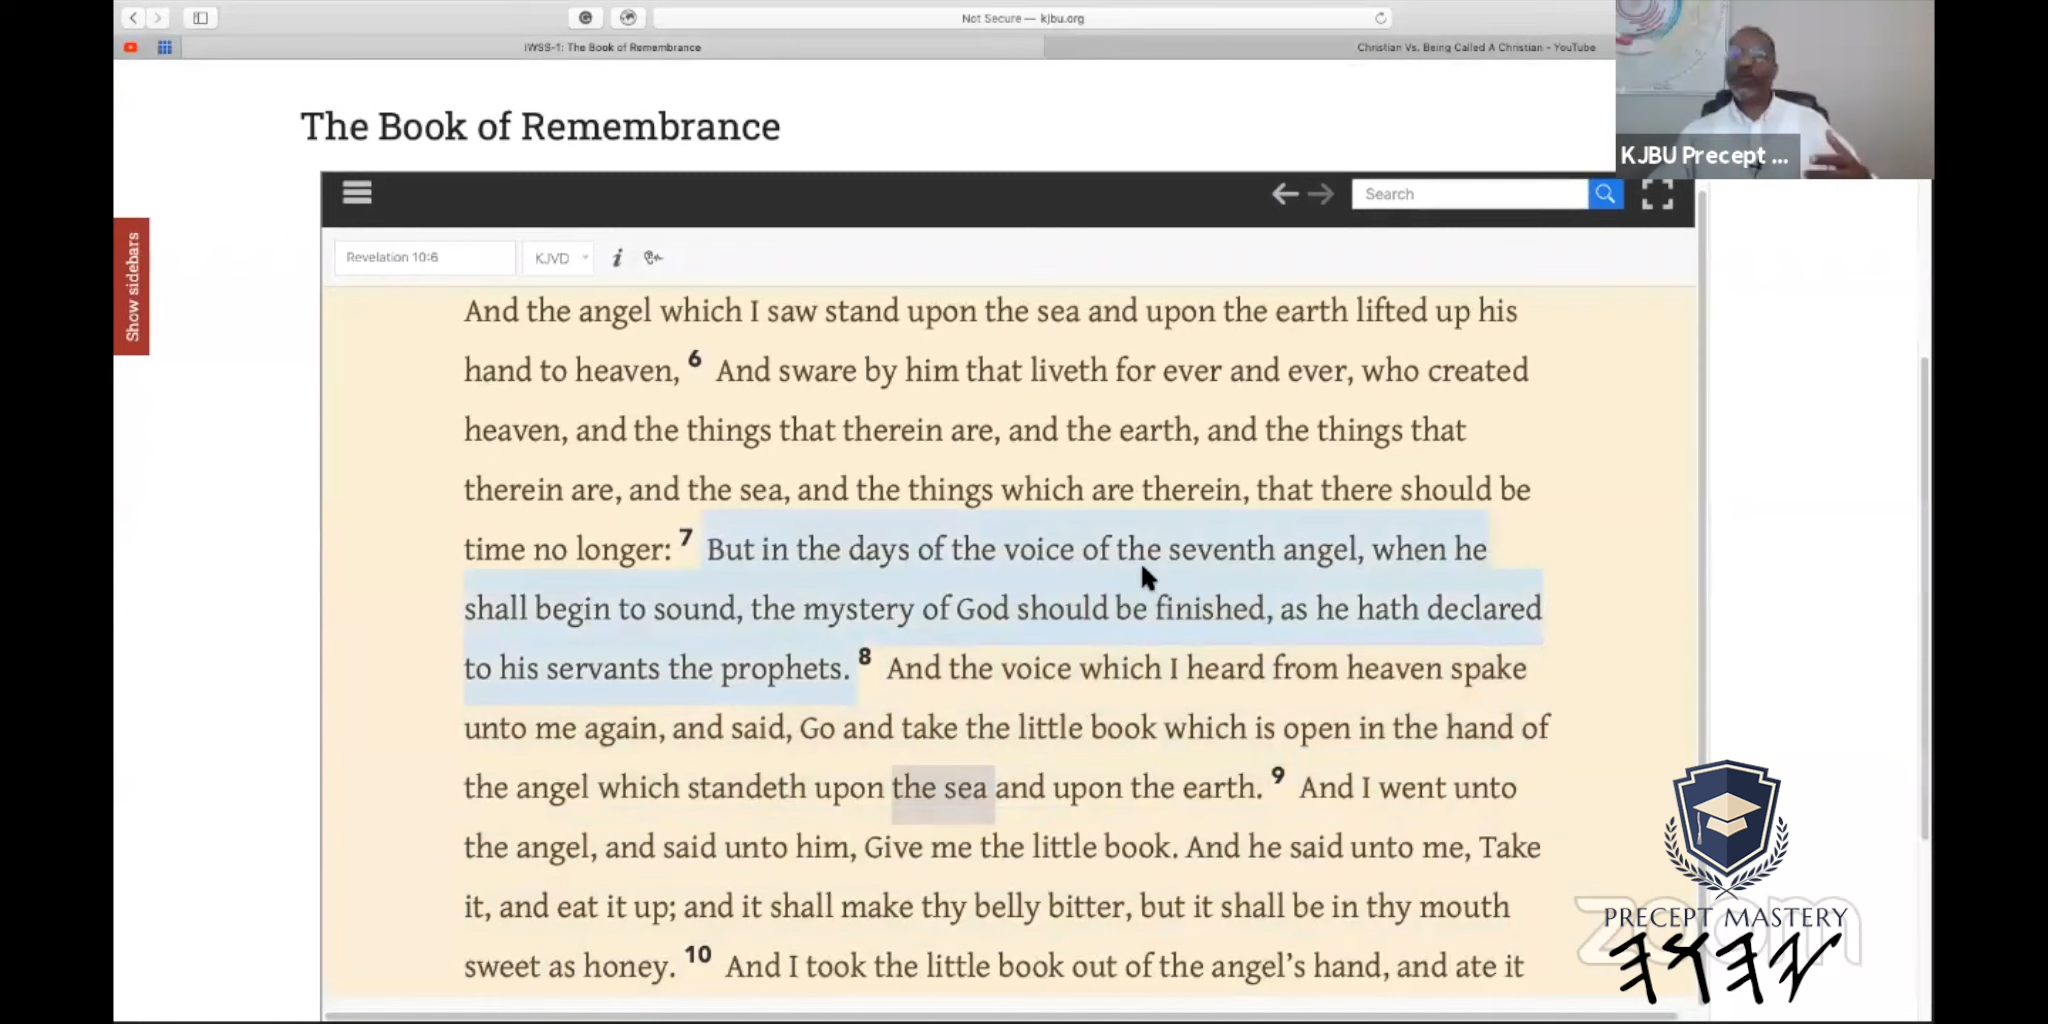 Not Secure — kjbu.org
IWSS-1: The Book of Remembrance
Christian Vs. Being Called A Christian - YouTube
The Book of Remembrance
KJBU Precept ...
Show sidebars
Search
Revelation 10:6
KJVD
i
And the angel which I saw stand upon the sea and upon the earth lifted up his
hand to heaven, 6 And sware by him that liveth for ever and ever, who created
heaven, and the things that therein are, and the earth, and the things that
therein are, and the sea, and the things which are therein, that there should be
time no longer: 7 But in the days of the voice of the seventh angel, when he
shall begin to sound, the mystery of God should be finished, as he hath declared
to his servants the prophets. 8 And the voice which I heard from heaven spake
unto me again, and said, Go and take the little book which is open in the hand of
the angel which standeth upon the sea and upon the earth. 9 And I went unto
the angel, and said unto him, Give me the little book. And he said unto me, Take
it, and eat it up; and it shall make thy belly bitter, but it shall be in thy mouth
sweet as honey. 10 And I took the little book out of the angel's hand, and ate it
PRECEPT MASTERY
zoom
𐤉𐤄𐤅𐤄